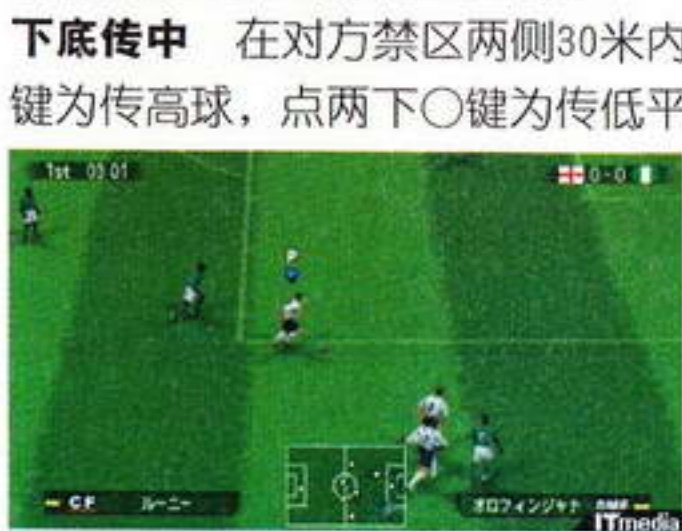 下底传中 在对方禁区两侧30米内
键为传高球，点两下○键为传低平
1st 03:01
0-0
CF ルーニー
オロフィンジャナ
ITmedia